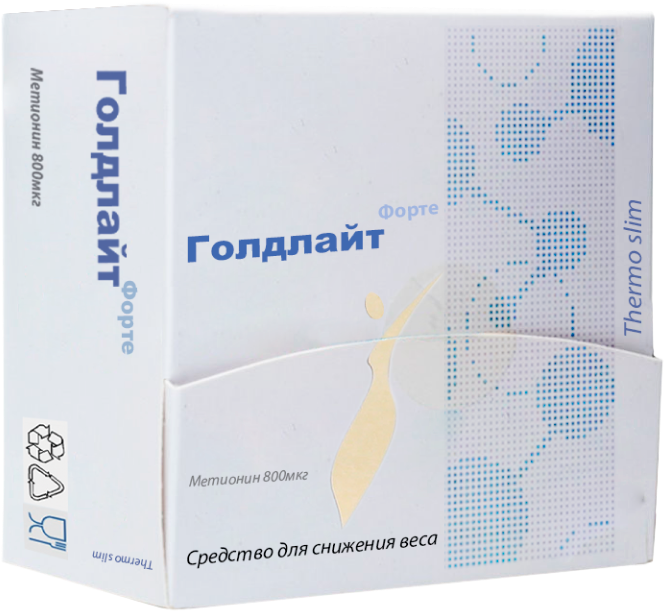 Метионин 800мкг
Голдлайт
Форте
Thermo slim
Форте
Голдлайт
Thermo slim
Метионин 800мкг
Средство для снижения веса